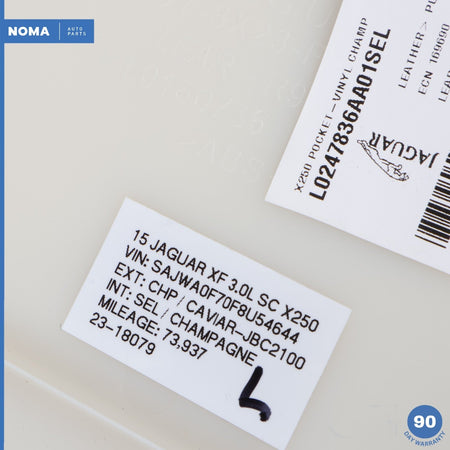 NOMA AUTO PARTS
X250 POCKET-VINYL CHAMP
L0247836AA01SEL
LEATHER>
ECN 169690
JAGUAR
15 JAGUAR XF 3.0L SC X250
VIN: SAJWA0F70F8U54644
EXT: CHP / CAVIAR-JBC2100
INT: SEL / CHAMPAGNE
MILEAGE: 73,937
23-18079
90
DAY WARRANTY